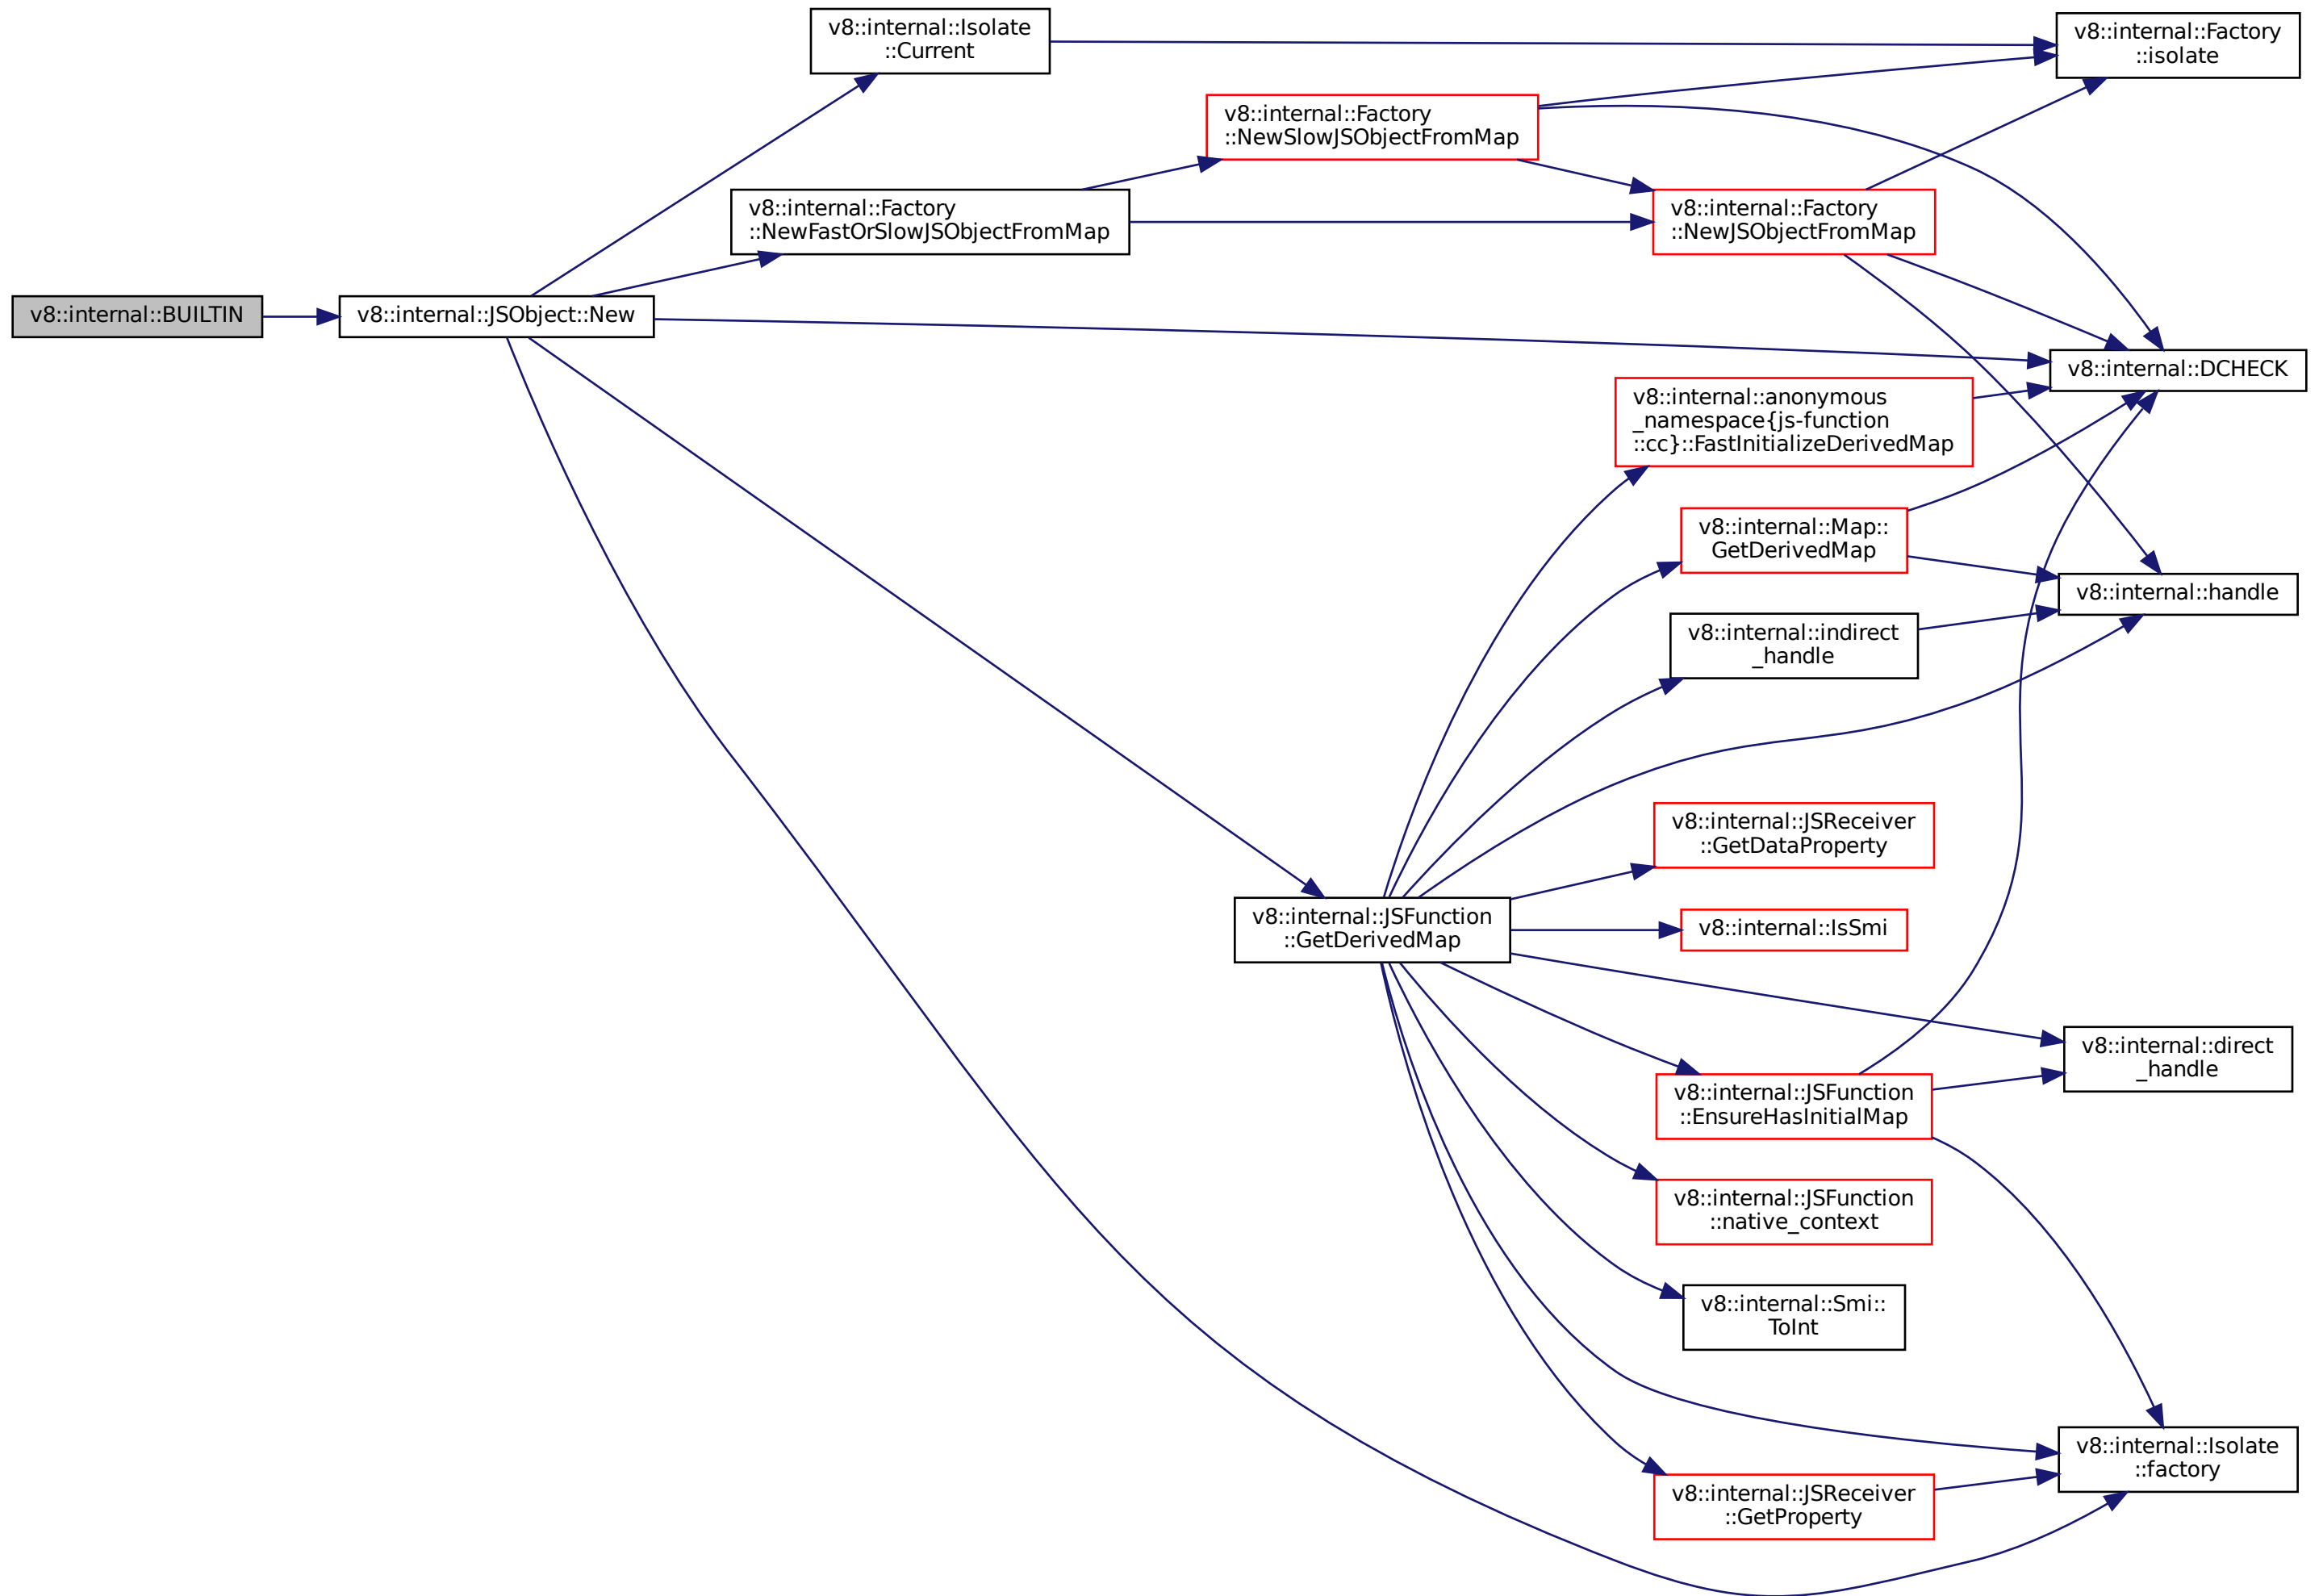 v8::internal::Isolate
::Current
v8::internal::Factory
::isolate
v8::internal::Factory
::NewSlowJSObjectFromMap
v8::internal::Factory
::NewFastOrSlowJSObjectFromMap
v8::internal::Factory
::NewJSObjectFromMap
v8::internal::BUILTIN
v8::internal::JSObject::New
v8::internal::DCHECK
v8::internal::anonymous
_namespace{js-function
::cc}::FastInitializeDerivedMap
v8::internal::Map::
GetDerivedMap
v8::internal::handle
v8::internal::indirect
_handle
v8::internal::JSReceiver
::GetDataProperty
v8::internal::JSFunction
::GetDerivedMap
v8::internal::IsSmi
v8::internal::direct
_handle
v8::internal::JSFunction
::EnsureHasInitialMap
v8::internal::JSFunction
::native_context
v8::internal::Smi::
ToInt
v8::internal::Isolate
::factory
v8::internal::JSReceiver
::GetProperty